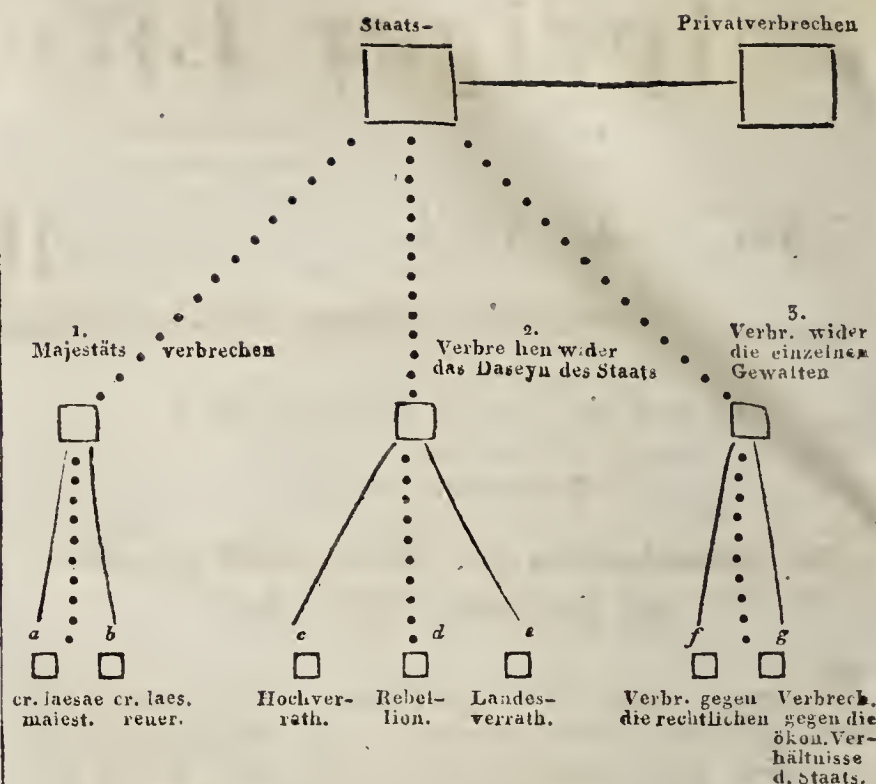 Staats-
Privatverbrechen
1.
Majestäts verbrechen
2.
Verbre hen wider
das Daseyn des Staats
3.
Verbr. wider
die einzelnen
Gewalten
a
b
c
d
e
f
g
cr. laesae
maiest.
cr. laes.
reuer.
Hochver-
rath.
Rebel-
lion.
Landes-
verrath.
Verbr. gegen
die rechtlichen
Verbrech.
gegen die
ökon. Ver-
hältnisse
d. Staats.